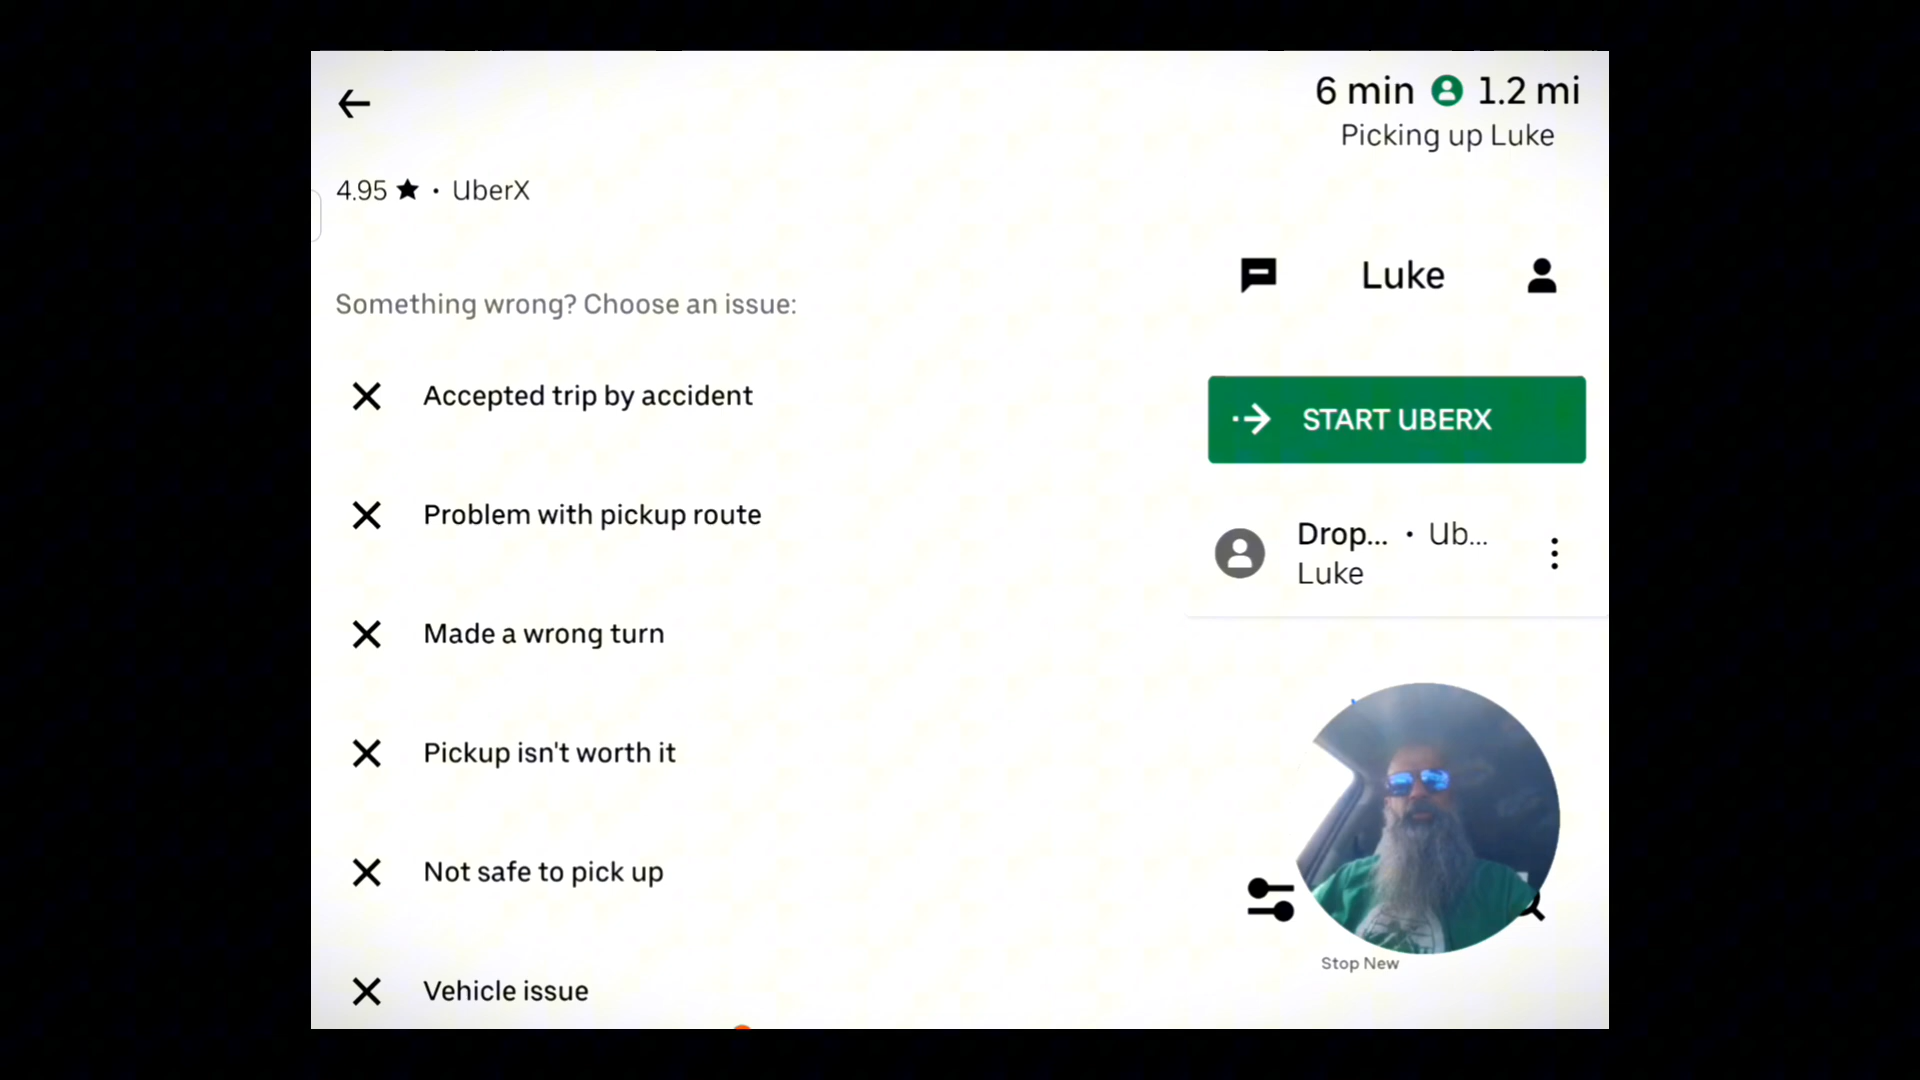 6 min 1.2 mi
Picking up Luke
4.95 ★ • UberX
Something wrong? Choose an issue:
Accepted trip by accident
Problem with pickup route
Made a wrong turn
Pickup isn't worth it
Not safe to pick up
Vehicle issue
Luke
START UBERX
Drop... • Ub...
Luke
Stop New